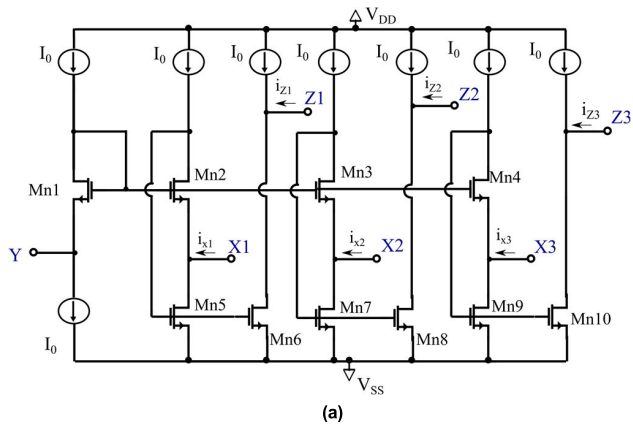 V_DD
I_0 I_0 I_0 I_0 I_0 I_0 I_0
i_Z1 Z1 i_Z2 Z2 i_Z3 Z3
Mn1 Mn2 Mn3 Mn4
Y i_x1 X1 i_x2 X2 i_x3 X3
I_0 Mn5 Mn6 Mn7 Mn8 Mn9 Mn10
V_SS
(a)